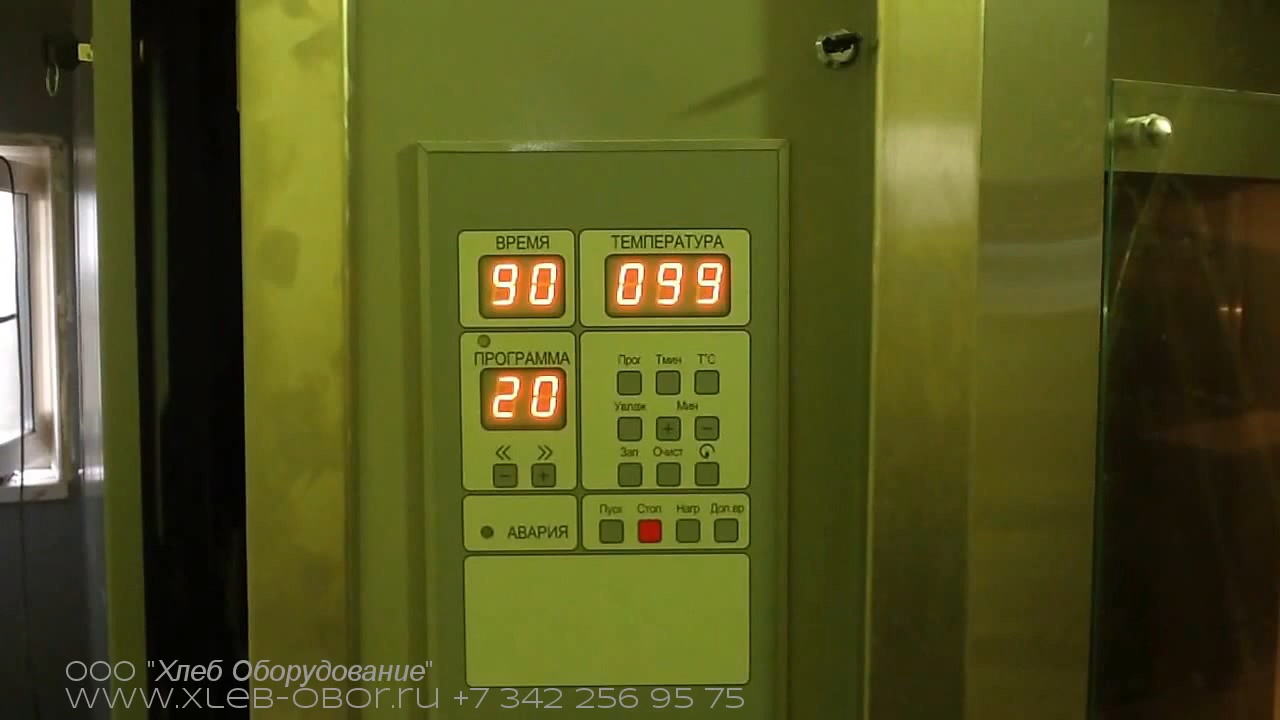 ВРЕМЯ ТЕМПЕРАТУРА
90 099
ПРОГРАММА
20
Прог Тмин Т°С
Увлаж Мин
+ −
Зап Очист
<< >>
− +
Пуск Стоп Нагр Доп.вр
АВАРИЯ
ООО "Хлеб Оборудование"
www.xleb-obor.ru +7 342 256 95 75